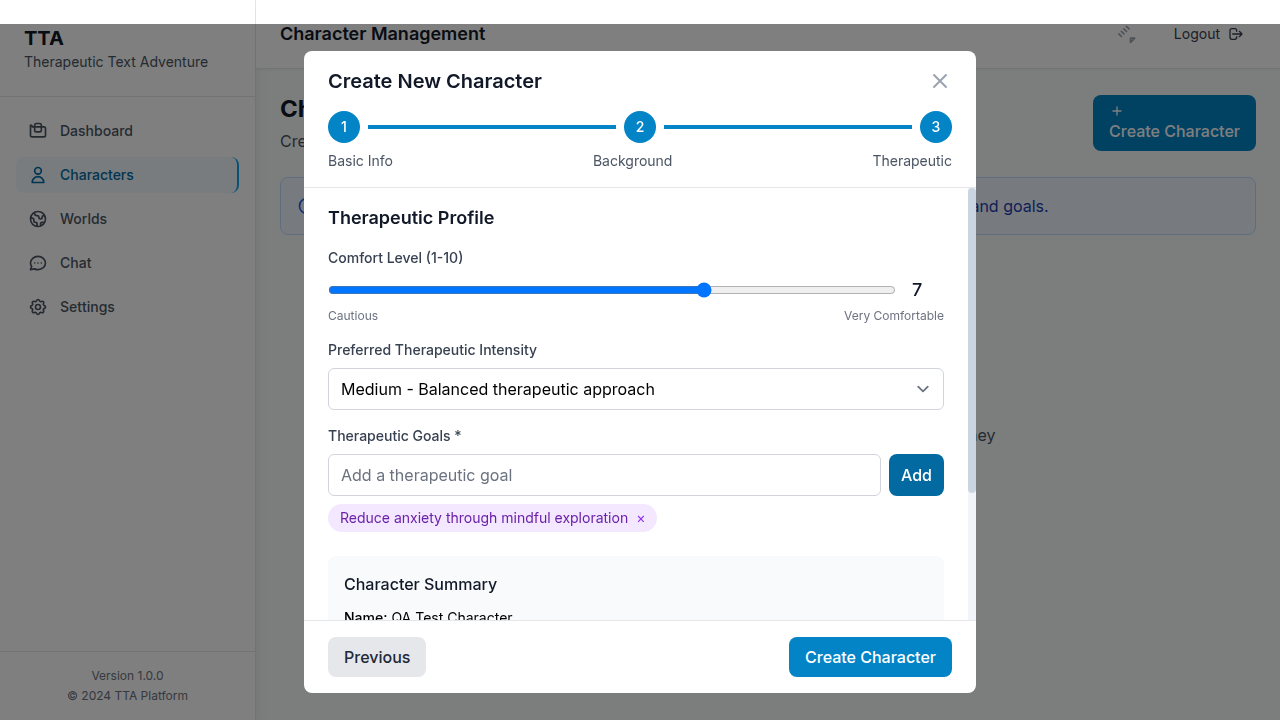 TTA
Therapeutic Text Adventure
Dashboard
Characters
Worlds
Chat
Settings
Version 1.0.0
© 2024 TTA Platform
Character Management
Logout
Create Character
and goals.
Create New Character
1
2
3
Basic Info
Background
Therapeutic
Therapeutic Profile
Comfort Level (1-10)
7
Cautious
Very Comfortable
Preferred Therapeutic Intensity
Medium - Balanced therapeutic approach
Therapeutic Goals *
Add a therapeutic goal
Add
Reduce anxiety through mindful exploration ×
Character Summary
Name: QA Test Character
Previous
Create Character